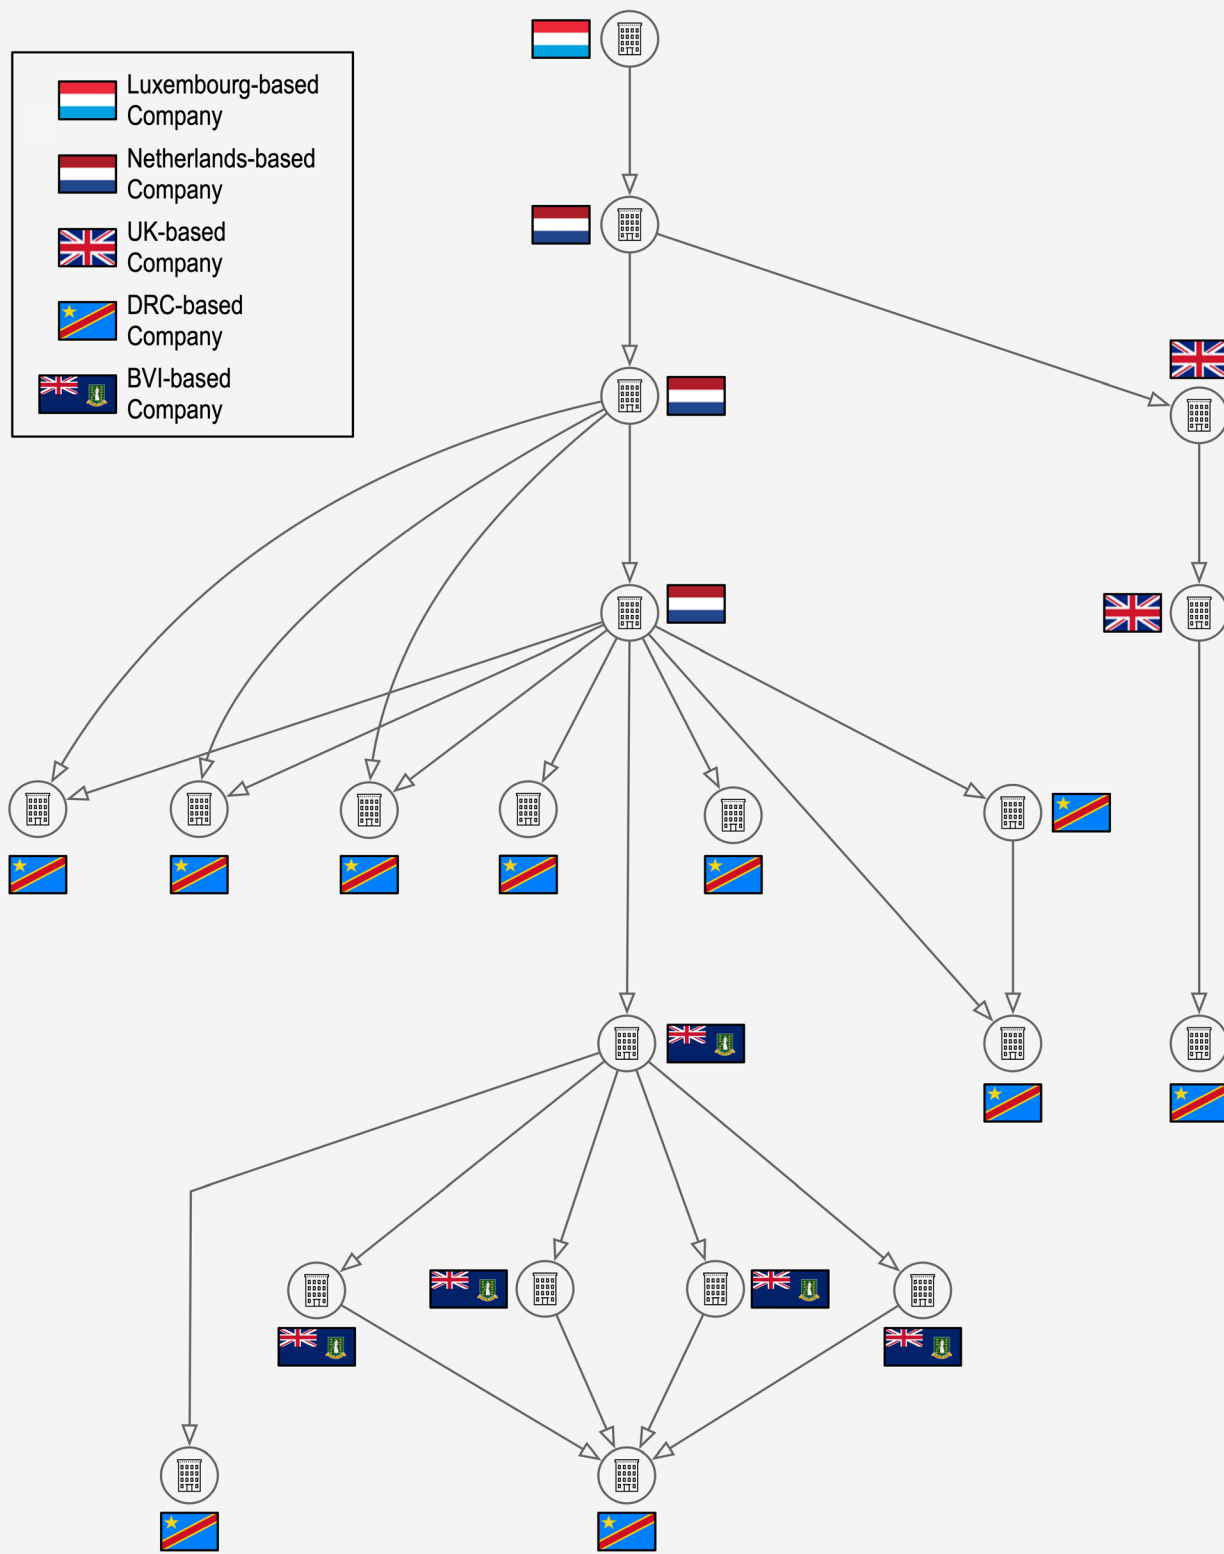 Luxembourg-based
Company
Netherlands-based
Company
UK-based
Company
DRC-based
Company
BVI-based
Company